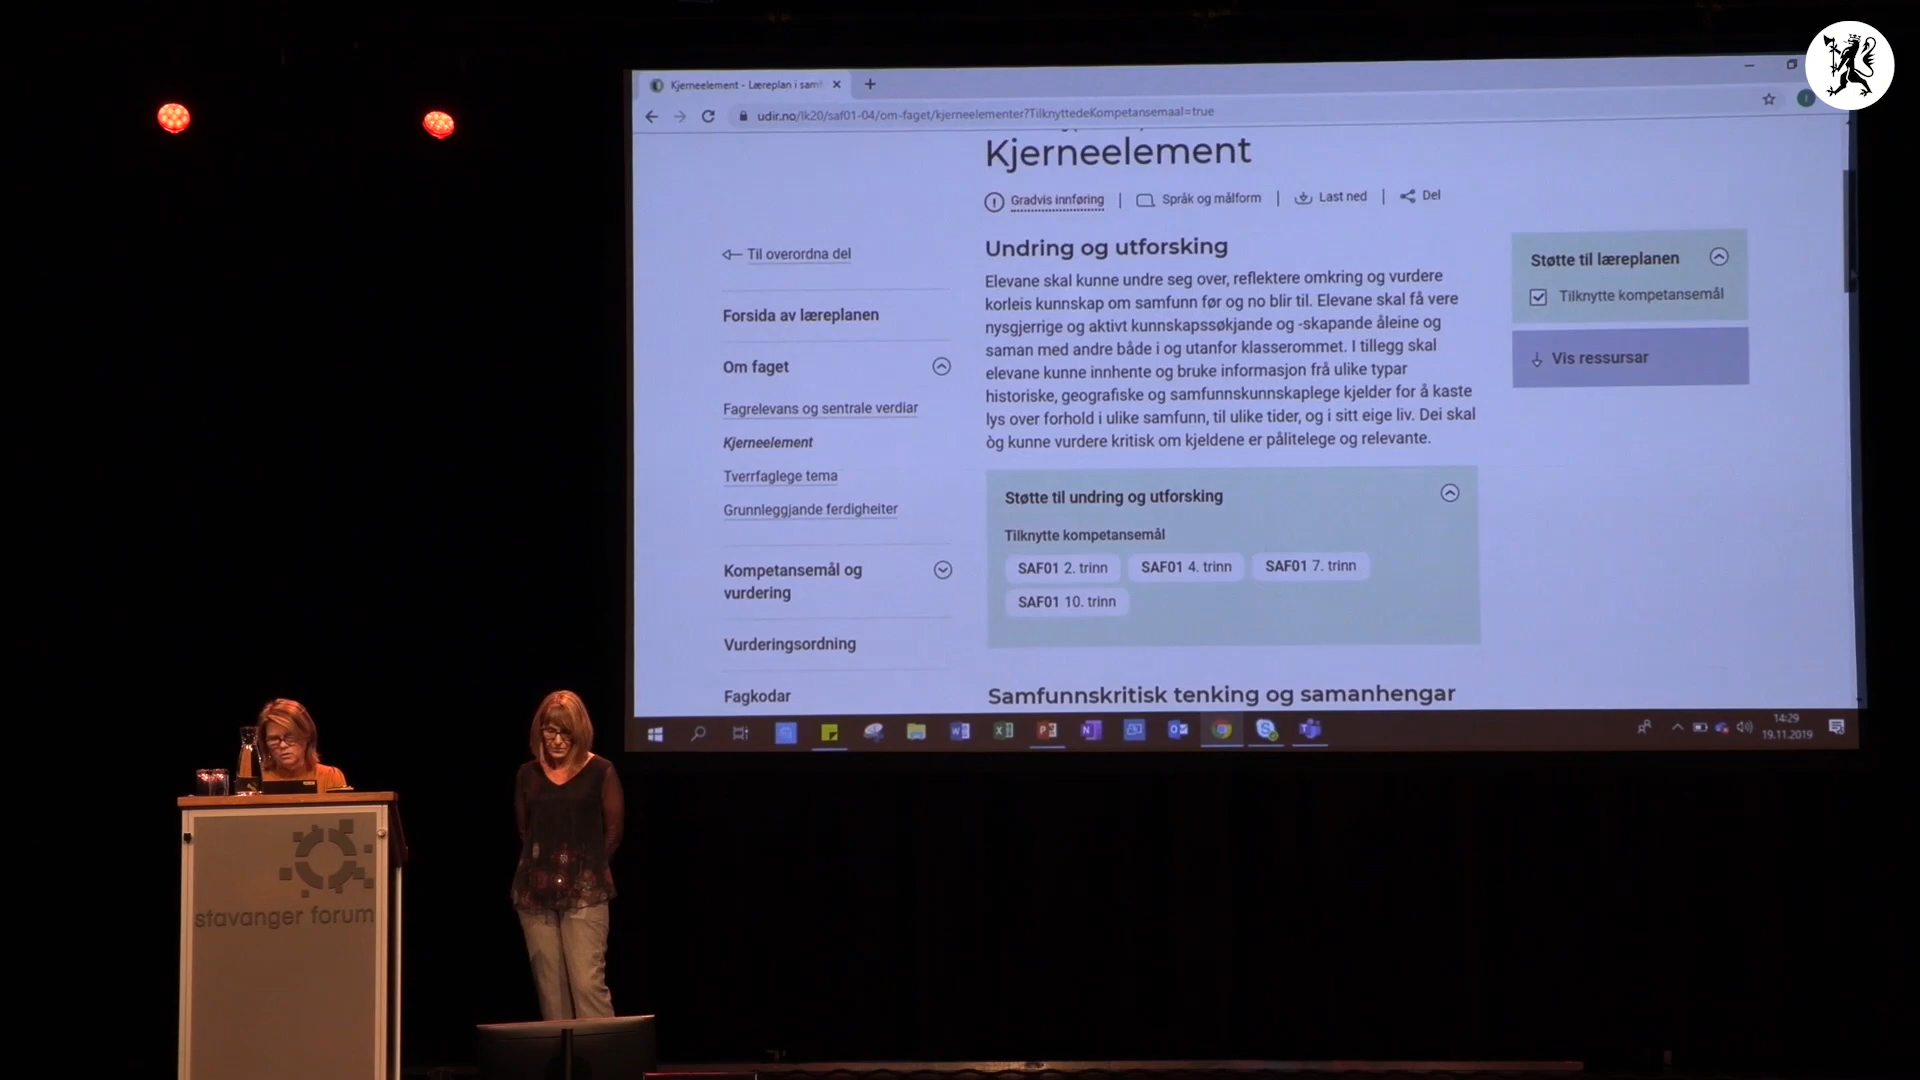 Kjerneelement - Læreplan i samf
udir.no/lk20/saf01-04/om-faget/kjerneelementer?TilknyttedeKompetansemaal=true
Kjerneelement
Gradvis innføring | Språk og målform | Last ned | Del
Til overordna del
Forsida av læreplanen
Om faget
Fagrelevans og sentrale verdiar
Kjerneelement
Tverrfaglege tema
Grunnleggjande ferdigheiter
Kompetansemål og
vurdering
Vurderingsordning
Fagkodar
Undring og utforsking
Elevane skal kunne undre seg over, reflektere omkring og vurdere
korleis kunnskap om samfunn før og no blir til. Elevane skal få vere
nysgjerrige og aktivt kunnskapssøkjande og -skapande åleine og
saman med andre både i og utanfor klasserommet. I tillegg skal
elevane kunne innhente og bruke informasjon frå ulike typar
historiske, geografiske og samfunnskunnskaplege kjelder for å kaste
lys over forhold i ulike samfunn, til ulike tider, og i sitt eige liv. Dei skal
òg kunne vurdere kritisk om kjeldene er pålitelege og relevante.
Støtte til undring og utforsking
Tilknytte kompetansemål
SAF01 2. trinn
SAF01 4. trinn
SAF01 7. trinn
SAF01 10. trinn
Samfunnskritisk tenking og samanhengar
Støtte til læreplanen
Tilknytte kompetansemål
Vis ressursar
14:29
19.11.2019
stavanger forum